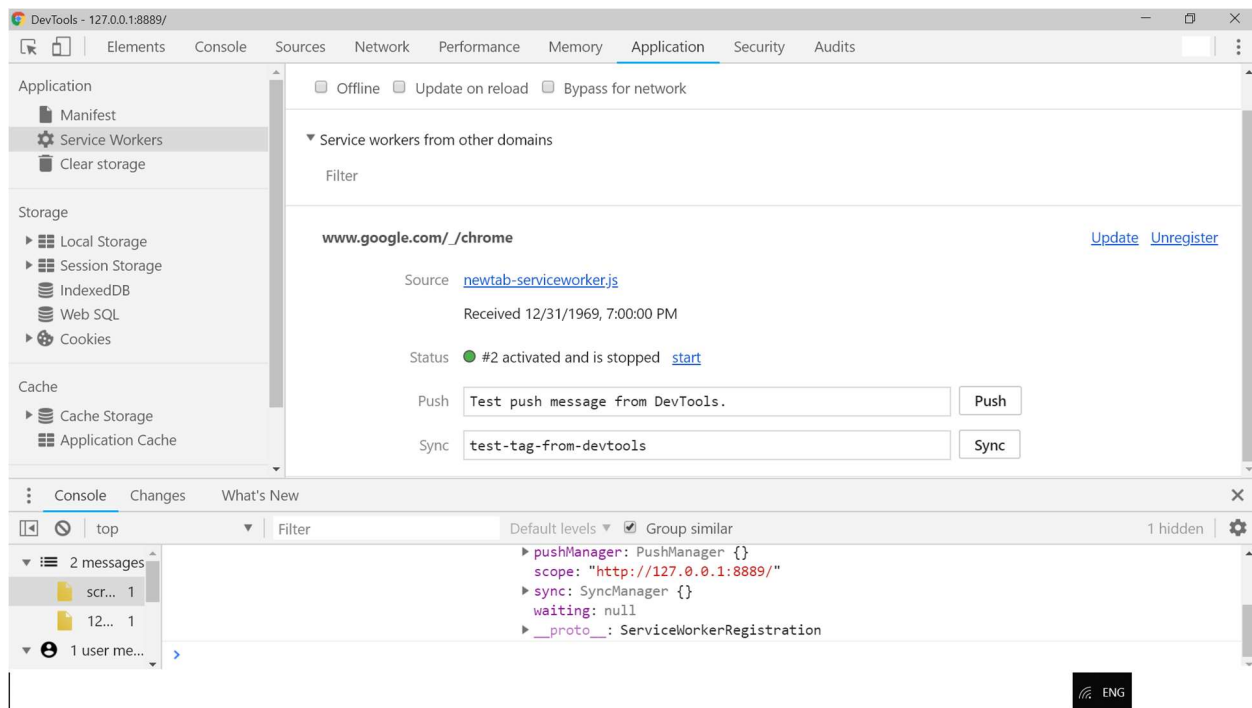 DevTools - 127.0.0.1:8889/
Elements Console Sources Network Performance Memory Application Security Audits
Application
Manifest
Service Workers
Clear storage
Storage
Local Storage
Session Storage
IndexedDB
Web SQL
Cookies
Cache
Cache Storage
Application Cache
Offline Update on reload Bypass for network
Service workers from other domains
Filter
www.google.com/_/chrome Update Unregister
Source newtab-serviceworker.js
Received 12/31/1969, 7:00:00 PM
Status #2 activated and is stopped start
Push Test push message from DevTools. Push
Sync test-tag-from-devtools Sync
Console Changes What's New
top Filter Default levels Group similar 1 hidden
2 messages
scr... 1
12... 1
1 user me...
pushManager: PushManager {}
scope: "http://127.0.0.1:8889/"
sync: SyncManager {}
waiting: null
__proto__: ServiceWorkerRegistration
>
ENG